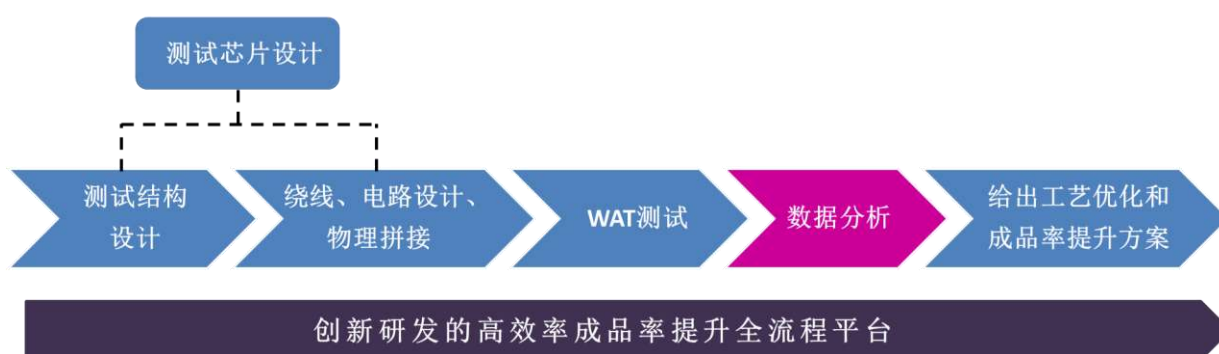 测试芯片设计
测试结构
设计
绕线、电路设计、
物理拼接
WAT测试
数据分析
给出工艺优化和
成品率提升方案
创新研发的高效率成品率提升全流程平台